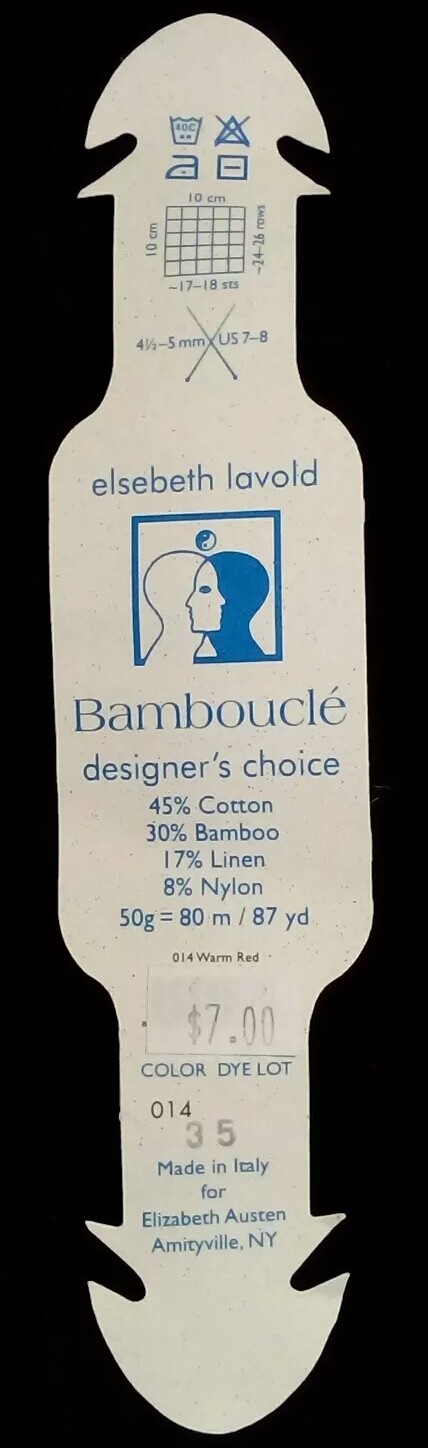 40C
10 cm
10 cm
~24-26 rows
~17-18 sts
4½-5 mm US 7-8
elsebeth lavold
Bambouclé
designer's choice
45% Cotton
30% Bamboo
17% Linen
8% Nylon
50g = 80 m / 87 yd
014 Warm Red
$7.00
COLOR DYE LOT
014
35
Made in Italy
for
Elizabeth Austen
Amityville, NY